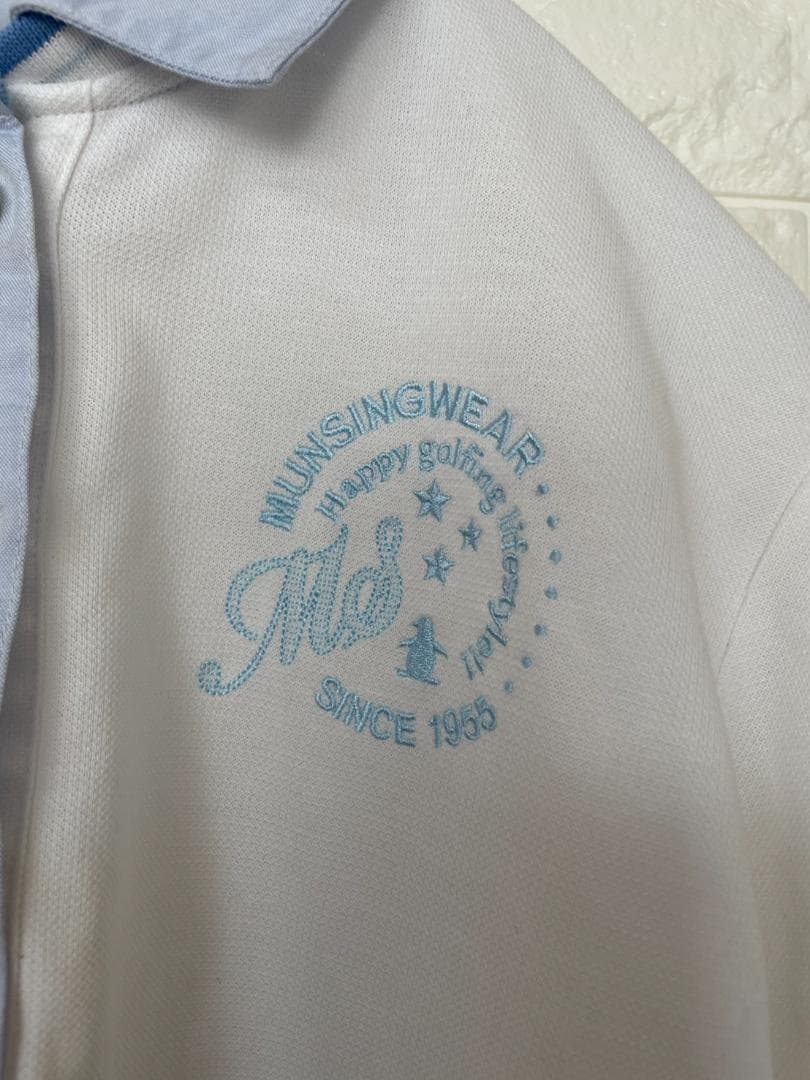 MUNSINGWEAR
Happy golfing lifestyle!!
Ms
SINCE 1955